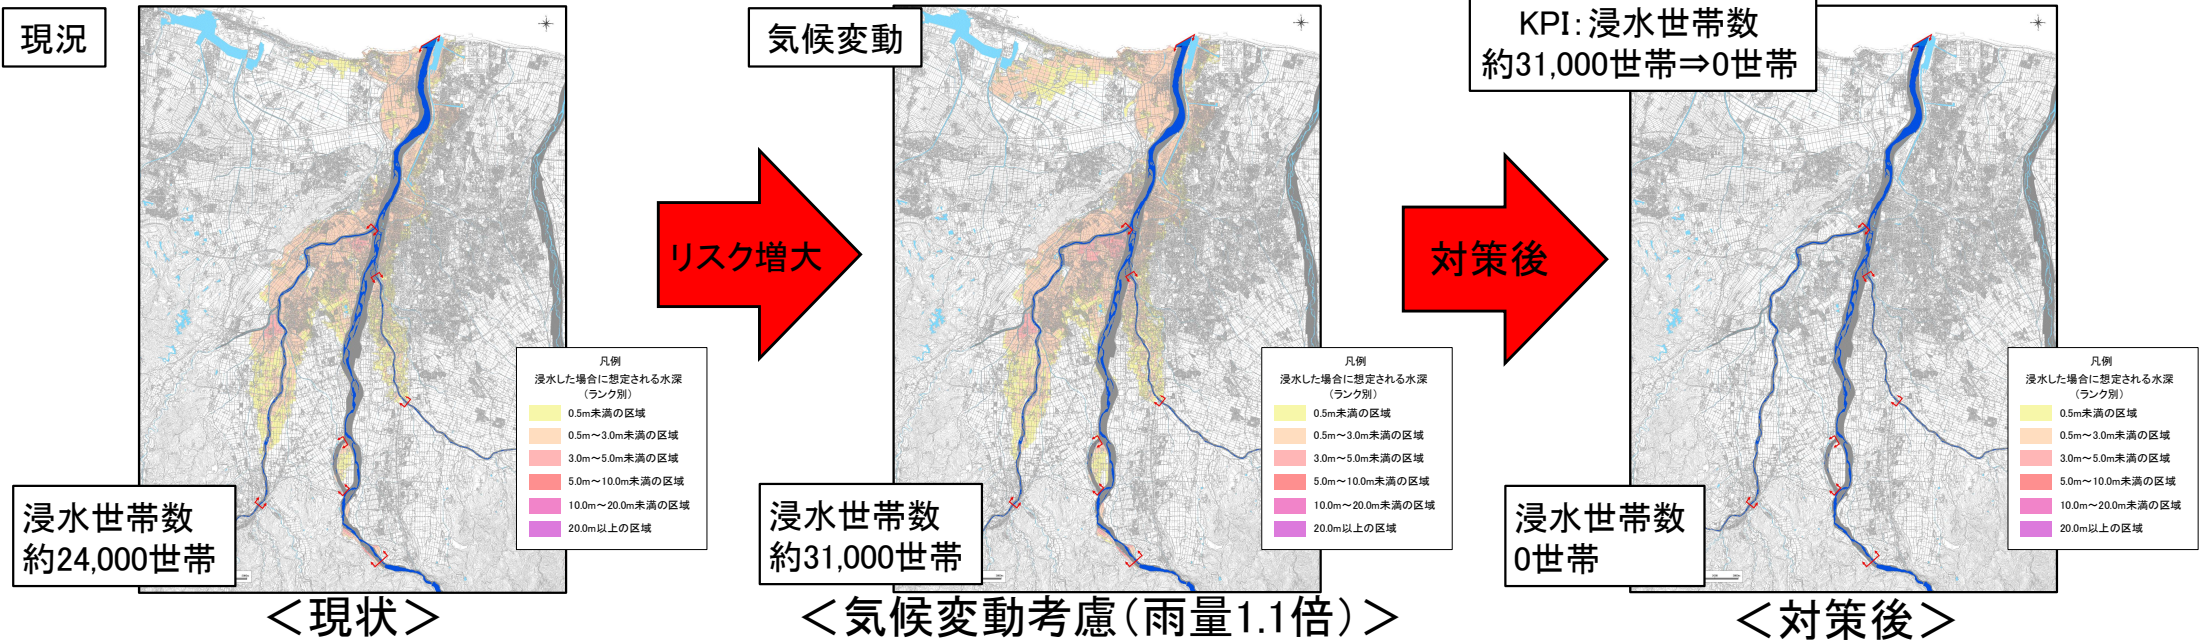 現況
浸水世帯数
約24,000世帯
凡例
浸水した場合に想定される水深
(ランク別)
0.5m未満の区域
0.5m～3.0m未満の区域
3.0m～5.0m未満の区域
5.0m～10.0m未満の区域
10.0m～20.0m未満の区域
20.0m以上の区域
＜現状＞
リスク増大
気候変動
浸水世帯数
約31,000世帯
凡例
浸水した場合に想定される水深
(ランク別)
0.5m未満の区域
0.5m～3.0m未満の区域
3.0m～5.0m未満の区域
5.0m～10.0m未満の区域
10.0m～20.0m未満の区域
20.0m以上の区域
＜気候変動考慮(雨量1.1倍)＞
対策後
KPI：浸水世帯数
約31,000世帯⇒0世帯
浸水世帯数
0世帯
凡例
浸水した場合に想定される水深
(ランク別)
0.5m未満の区域
0.5m～3.0m未満の区域
3.0m～5.0m未満の区域
5.0m～10.0m未満の区域
10.0m～20.0m未満の区域
20.0m以上の区域
＜対策後＞